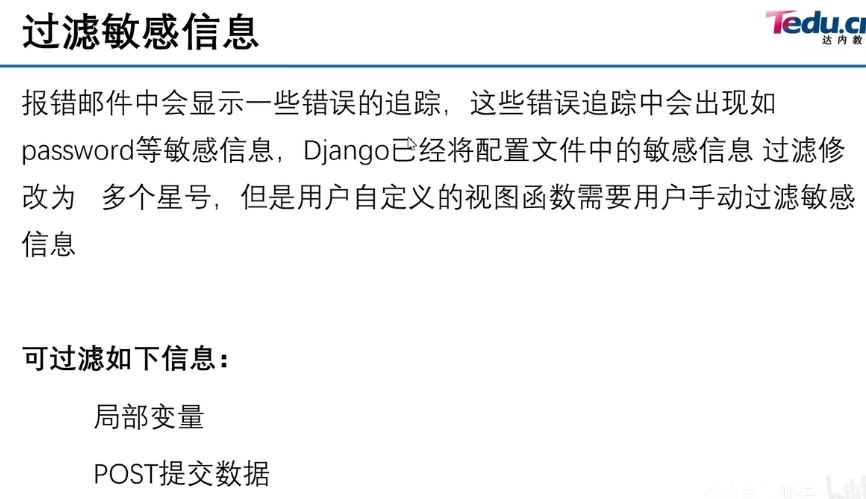 过滤敏感信息
Tedu.cn
达内教
报错邮件中会显示一些错误的追踪，这些错误追踪中会出现如
password等敏感信息，Django已经将配置文件中的敏感信息 过滤修
改为 多个星号，但是用户自定义的视图函数需要用户手动过滤敏感
信息
可过滤如下信息：
局部变量
POST提交数据